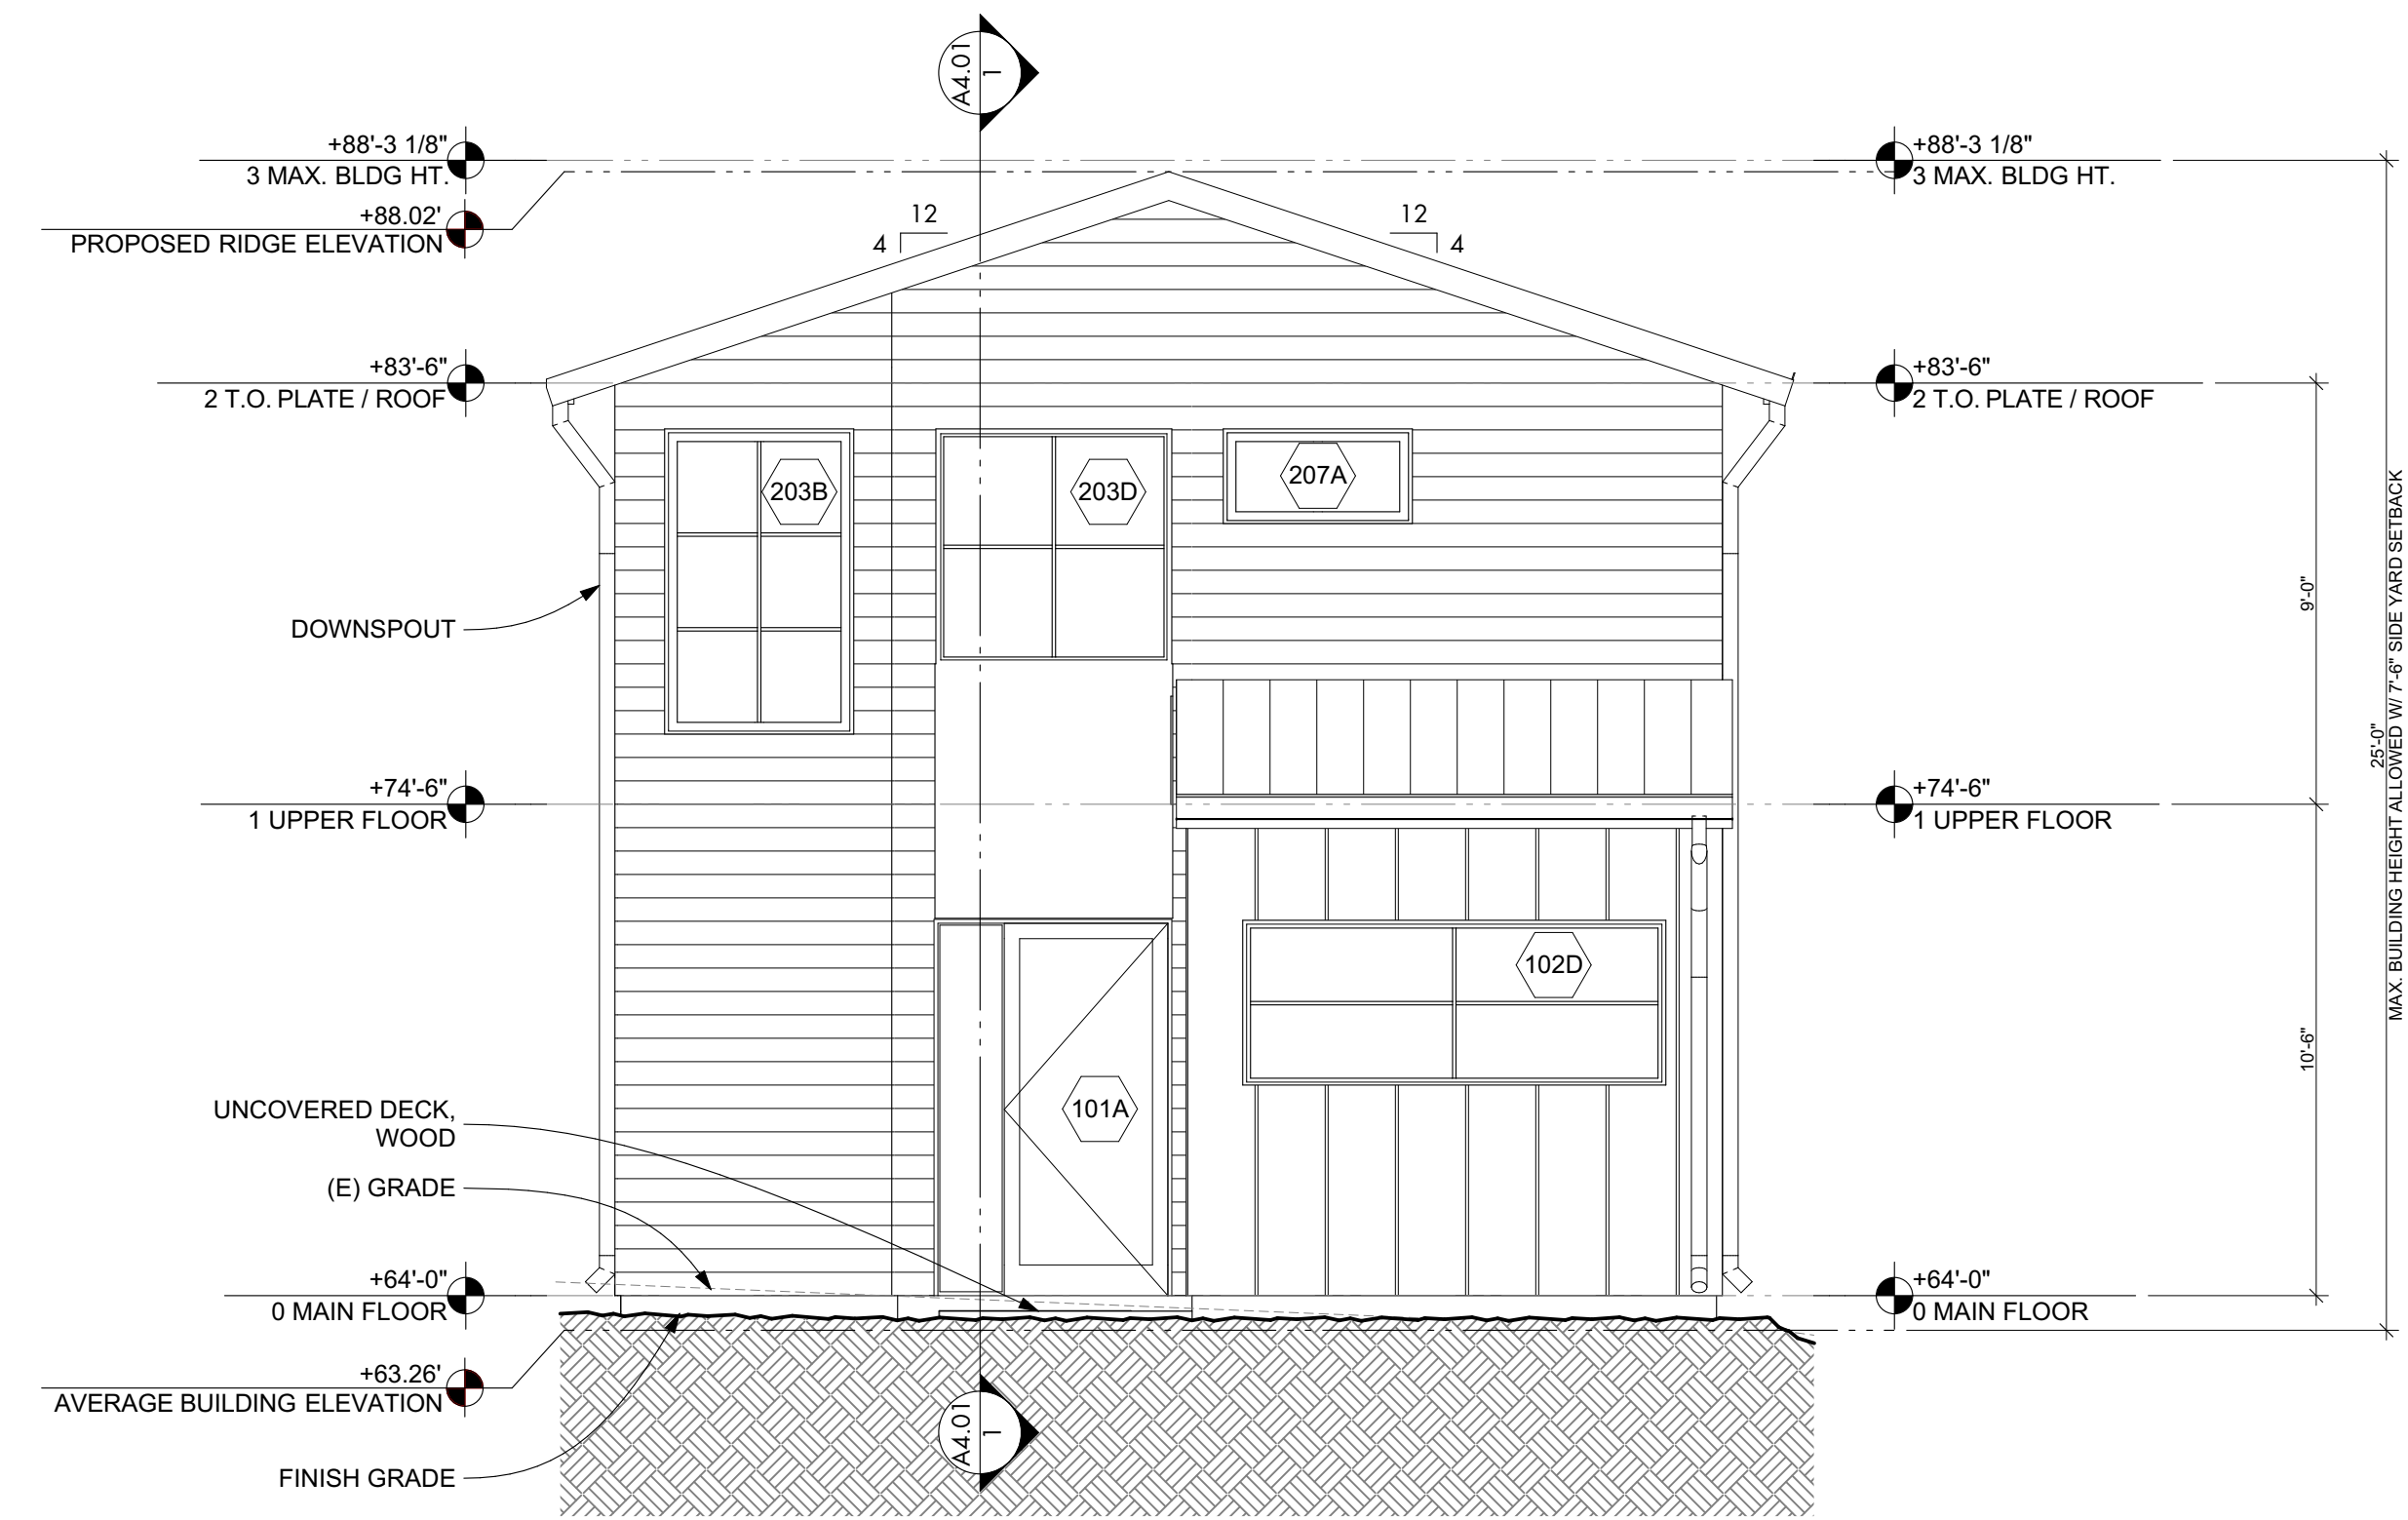 A4.01
1
+88'-3 1/8"
3 MAX. BLDG HT.
+88'-3 1/8"
3 MAX. BLDG HT.
+88.02'
PROPOSED RIDGE ELEVATION
12
4
12
4
+83'-6"
2 T.O. PLATE / ROOF
+83'-6"
2 T.O. PLATE / ROOF
203B
203D
207A
DOWNSPOUT
9'-0"
25'-0"
MAX. BUILDING HEIGHT ALLOWED W/ 7'-6" SIDE YARD SETBACK
+74'-6"
1 UPPER FLOOR
+74'-6"
1 UPPER FLOOR
102D
10'-6"
101A
UNCOVERED DECK,
WOOD
(E) GRADE
+64'-0"
0 MAIN FLOOR
+64'-0"
0 MAIN FLOOR
+63.26'
AVERAGE BUILDING ELEVATION
A4.01
1
FINISH GRADE